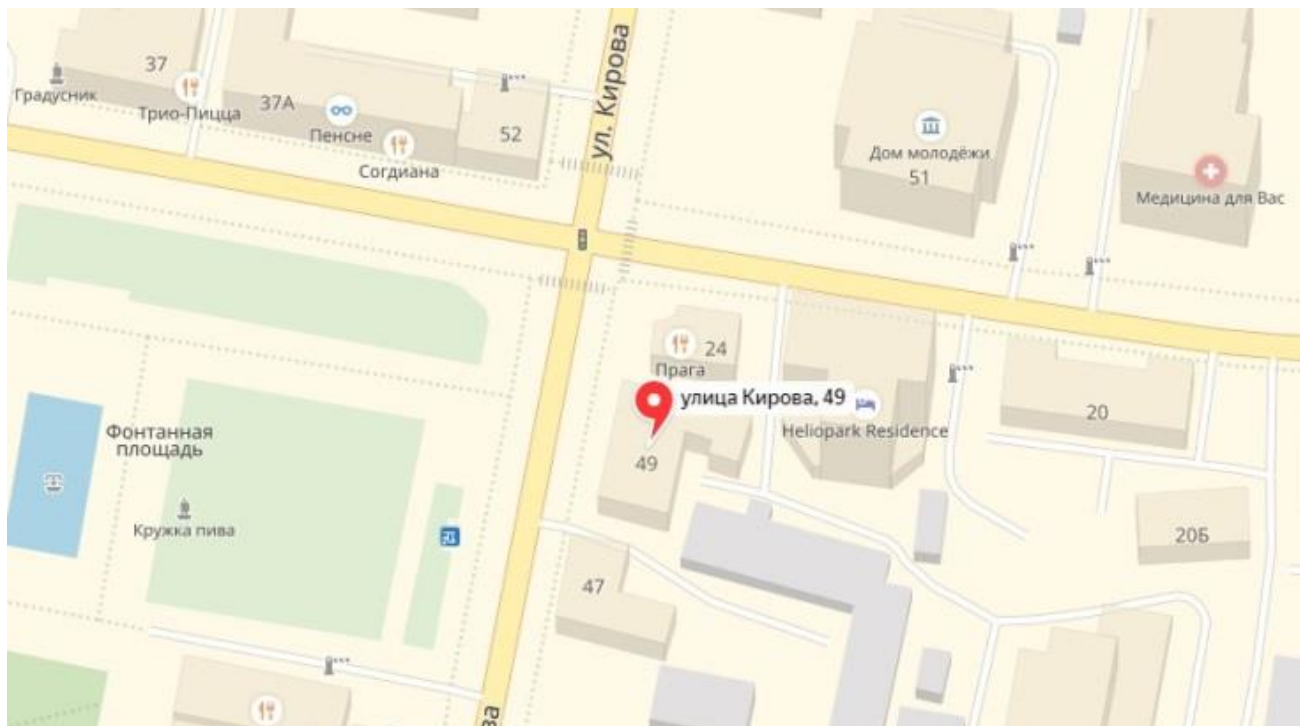 37
Градусник
Трио-Пицца
37А
Пенсне
Согдиана
52
ул. Кирова
Дом молодёжи
51
Медицина для Вас
24
Прага
улица Кирова, 49
49
Heliopark Residence
20
Фонтанная
площадь
Кружка пива
47
20Б
ва